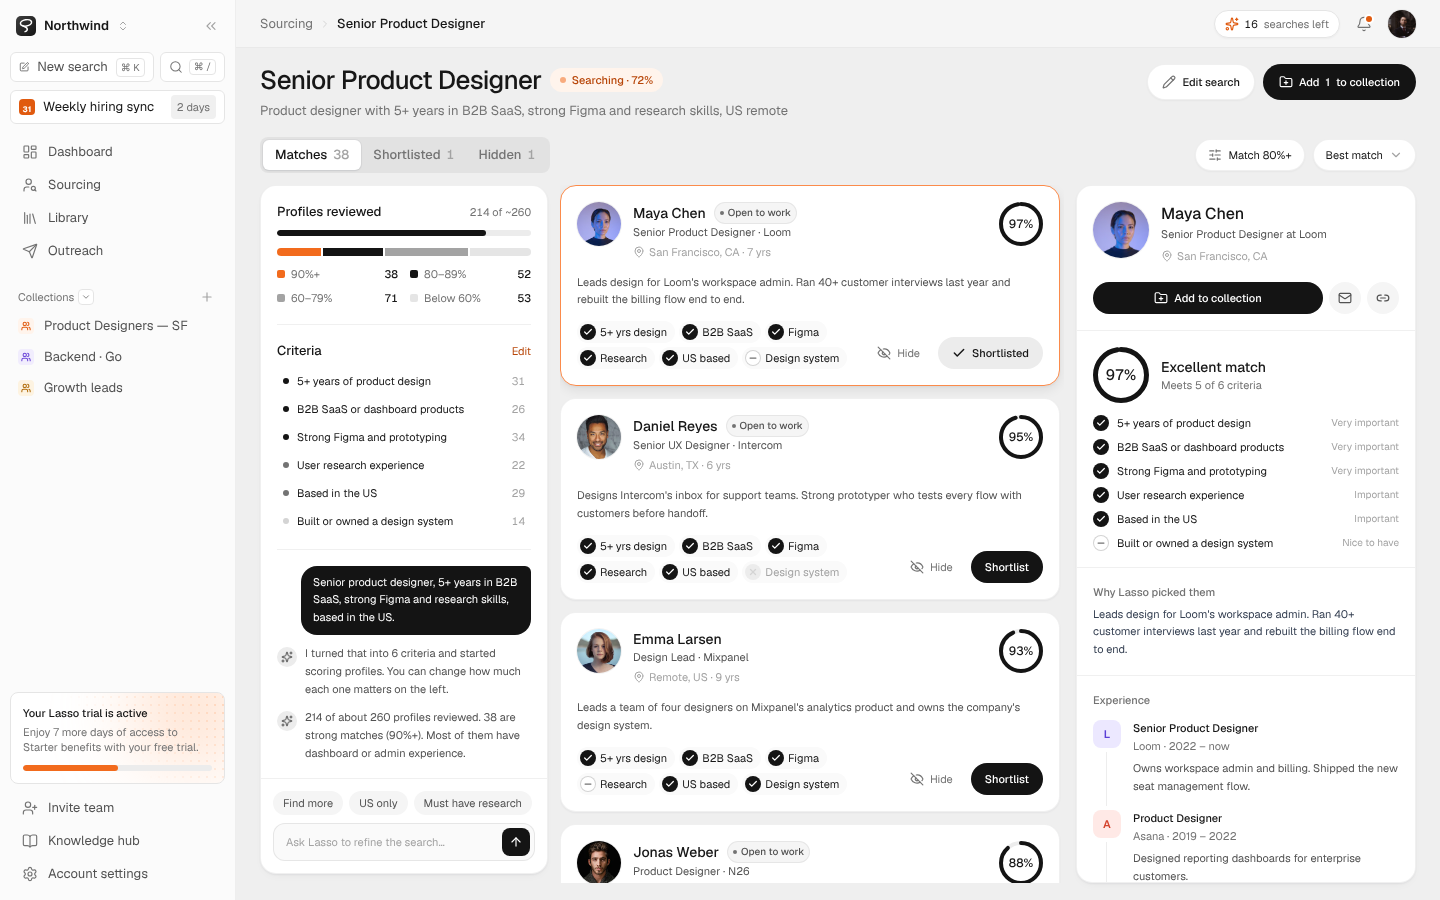 Northwind
New search ⌘ K ⌘ /
31 Weekly hiring sync 2 days
Dashboard
Sourcing
Library
Outreach
Collections
Product Designers — SF
Backend · Go
Growth leads
Your Lasso trial is active
Enjoy 7 more days of access to
Starter benefits with your free trial.
Invite team
Knowledge hub
Account settings
Sourcing Senior Product Designer
16 searches left
Senior Product Designer Searching · 72%
Product designer with 5+ years in B2B SaaS, strong Figma and research skills, US remote
Edit search
Add 1 to collection
Matches 38 Shortlisted 1 Hidden 1
Match 80%+ Best match
Profiles reviewed 214 of ~260
90%+ 38 80–89% 52
60–79% 71 Below 60% 53
Criteria Edit
5+ years of product design 31
B2B SaaS or dashboard products 26
Strong Figma and prototyping 34
User research experience 22
Based in the US 29
Built or owned a design system 14
Senior product designer, 5+ years in B2B
SaaS, strong Figma and research skills,
based in the US.
I turned that into 6 criteria and started
scoring profiles. You can change how much
each one matters on the left.
214 of about 260 profiles reviewed. 38 are
strong matches (90%+). Most of them have
dashboard or admin experience.
Find more US only Must have research
Ask Lasso to refine the search...
Maya Chen Open to work
Senior Product Designer · Loom
San Francisco, CA · 7 yrs
97%
Leads design for Loom's workspace admin. Ran 40+ customer interviews last year and
rebuilt the billing flow end to end.
5+ yrs design B2B SaaS Figma
Research US based Design system
Hide Shortlisted
Daniel Reyes Open to work
Senior UX Designer · Intercom
Austin, TX · 6 yrs
95%
Designs Intercom's inbox for support teams. Strong prototyper who tests every flow with
customers before handoff.
5+ yrs design B2B SaaS Figma
Research US based Design system
Hide Shortlist
Emma Larsen
Design Lead · Mixpanel
Remote, US · 9 yrs
93%
Leads a team of four designers on Mixpanel's analytics product and owns the company's
design system.
5+ yrs design B2B SaaS Figma
Research US based Design system
Hide Shortlist
Jonas Weber Open to work
Product Designer · N26
88%
Maya Chen
Senior Product Designer at Loom
San Francisco, CA
Add to collection
97%
Excellent match
Meets 5 of 6 criteria
5+ years of product design Very important
B2B SaaS or dashboard products Very important
Strong Figma and prototyping Very important
User research experience Important
Based in the US Important
Built or owned a design system Nice to have
Why Lasso picked them
Leads design for Loom's workspace admin. Ran 40+
customer interviews last year and rebuilt the billing flow end
to end.
Experience
L
Senior Product Designer
Loom · 2022 – now
Owns workspace admin and billing. Shipped the new
seat management flow.
A
Product Designer
Asana · 2019 – 2022
Designed reporting dashboards for enterprise
customers.